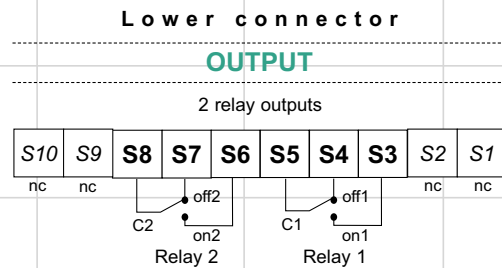 Lower connector
OUTPUT
2 relay outputs
S10 S9 S8 S7 S6 S5 S4 S3 S2 S1
nc nc nc nc
off2 off1
C2 C1
on2 on1
Relay 2 Relay 1